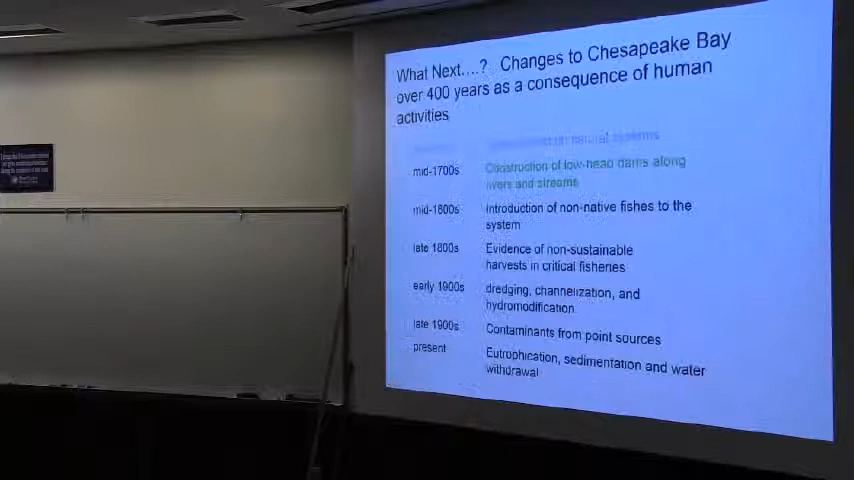 What Next....? Changes to Chesapeake Bay
over 400 years as a consequence of human
activities
on natural systems
mid-1700s Construction of low-head dams along
rivers and streams
mid-1800s Introduction of non-native fishes to the
system
late 1800s Evidence of non-sustainable
harvests in critical fisheries
early 1900s dredging, channelization, and
hydromodification
late 1900s Contaminants from point sources
present Eutrophication, sedimentation and water
withdrawal